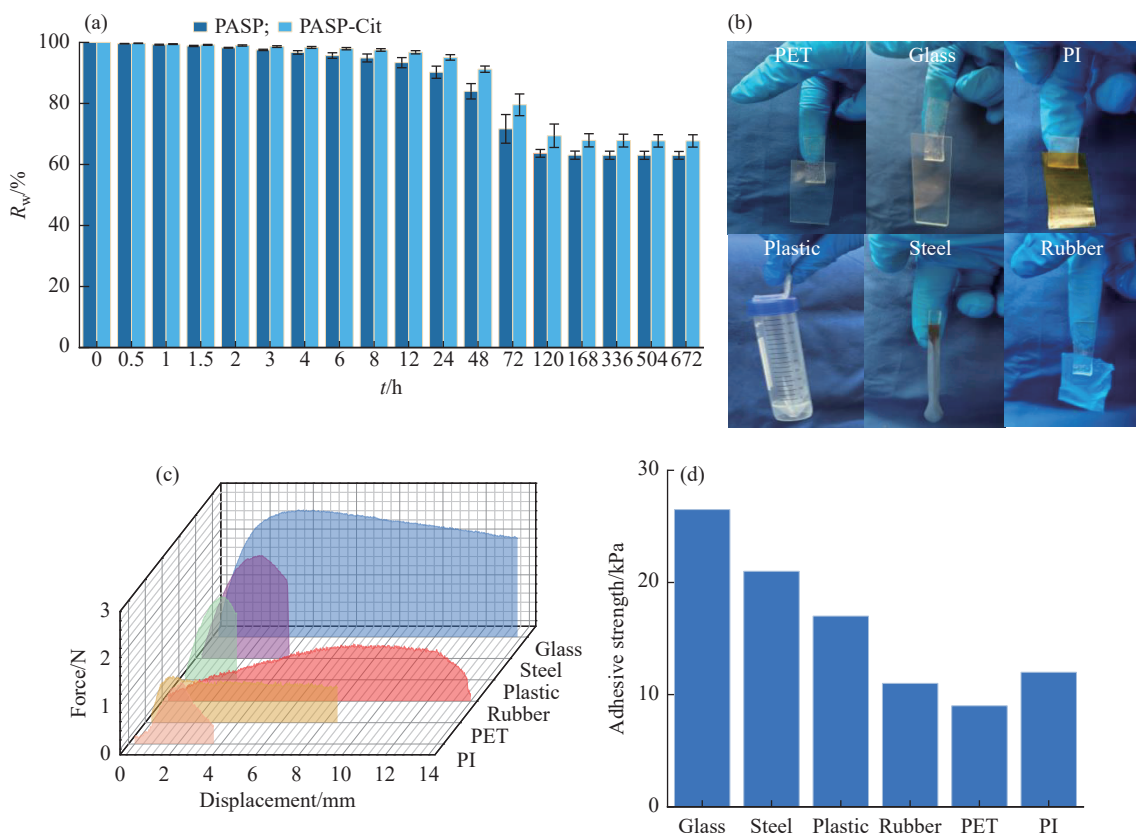 (a)
PASP; PASP-Cit
100
80
60
40
20
0
R_w/%
0 0.5 1 1.5 2 3 4 6 8 12 24 48 72 120 168 336 504 672
t/h
(b)
PET Glass PI
Plastic Steel Rubber
(c)
3
2
1
0
Force/N
0 2 4 6 8 10 12 14
Displacement/mm
Glass
Steel
Plastic
Rubber
PET
PI
(d)
30
20
10
0
Adhesive strength/kPa
Glass Steel Plastic Rubber PET PI